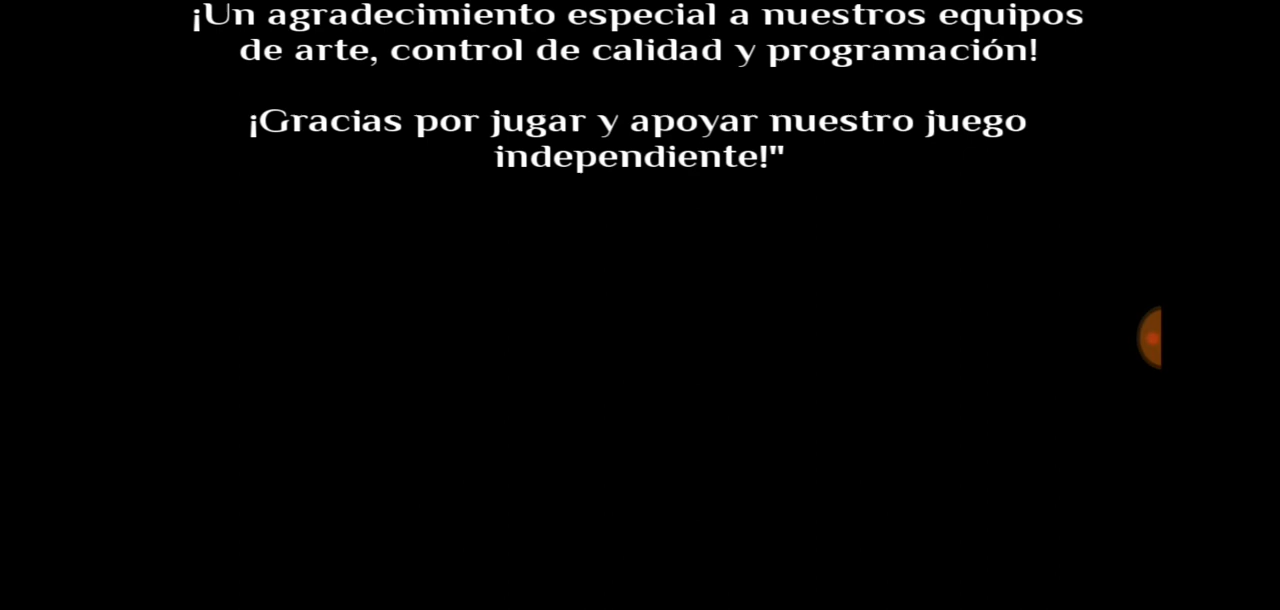 ¡Un agradecimiento especial a nuestros equipos
de arte, control de calidad y programación!
¡Gracias por jugar y apoyar nuestro juego
independiente!"